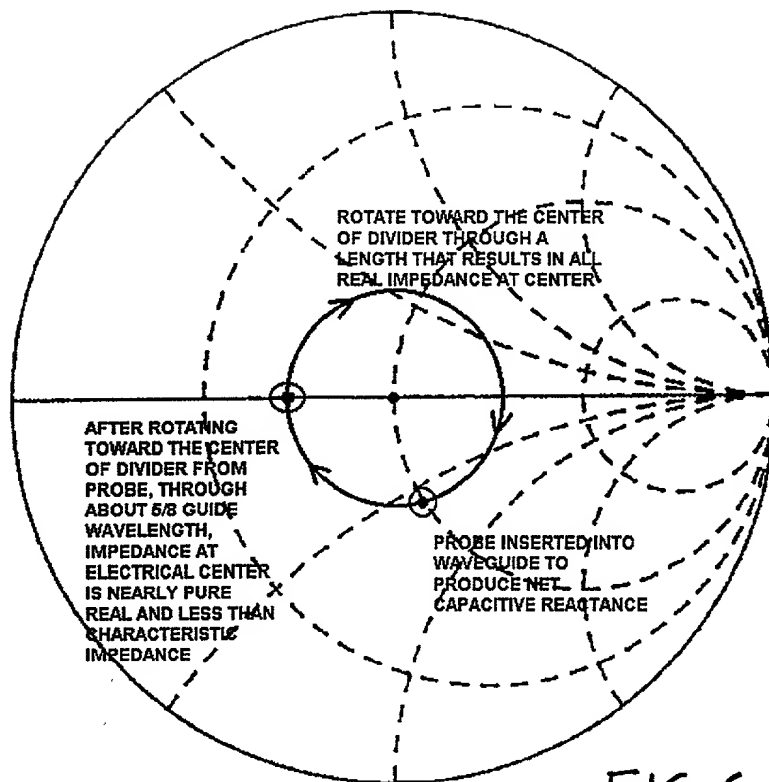 ROTATE TOWARD THE CENTER
OF DIVIDER THROUGH A
LENGTH THAT RESULTS IN ALL
REAL IMPEDANCE AT CENTER
AFTER ROTATING
TOWARD THE CENTER
OF DIVIDER FROM
PROBE, THROUGH
ABOUT 5/8 GUIDE
WAVELENGTH,
IMPEDANCE AT
ELECTRICAL CENTER
IS NEARLY PURE
REAL AND LESS THAN
CHARACTERISTIC
IMPEDANCE
PROBE INSERTED INTO
WAVEGUIDE TO
PRODUCE NET
CAPACITIVE REACTANCE